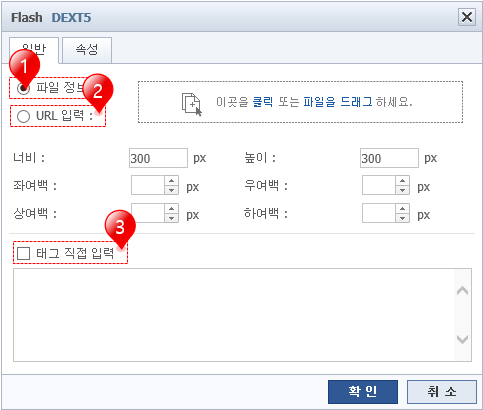 Flash DEXT5
일반 속성
1
파일 정보
2
URL 입력 :
이곳을 클릭 또는 파일을 드래그 하세요.
너비 : 300 px 높이 : 300 px
좌여백 : px 우여백 : px
상여백 : px 하여백 : px
3
태그 직접 입력
확 인 취 소